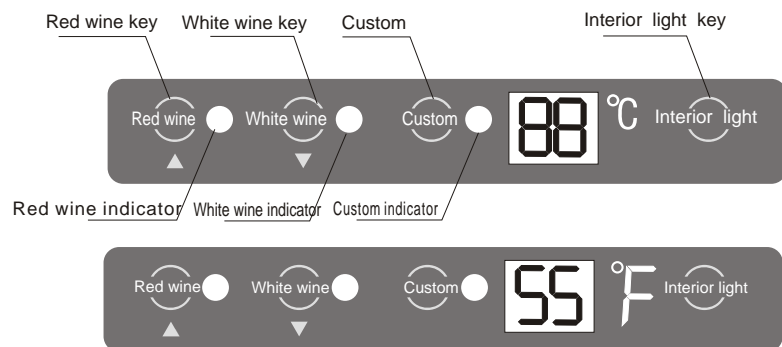 Red wine key White wine key Custom Interior light key
Red wine White wine Custom 88 °C Interior light
Red wine indicator White wine indicator Custom indicator
Red wine White wine Custom 55 °F Interior light